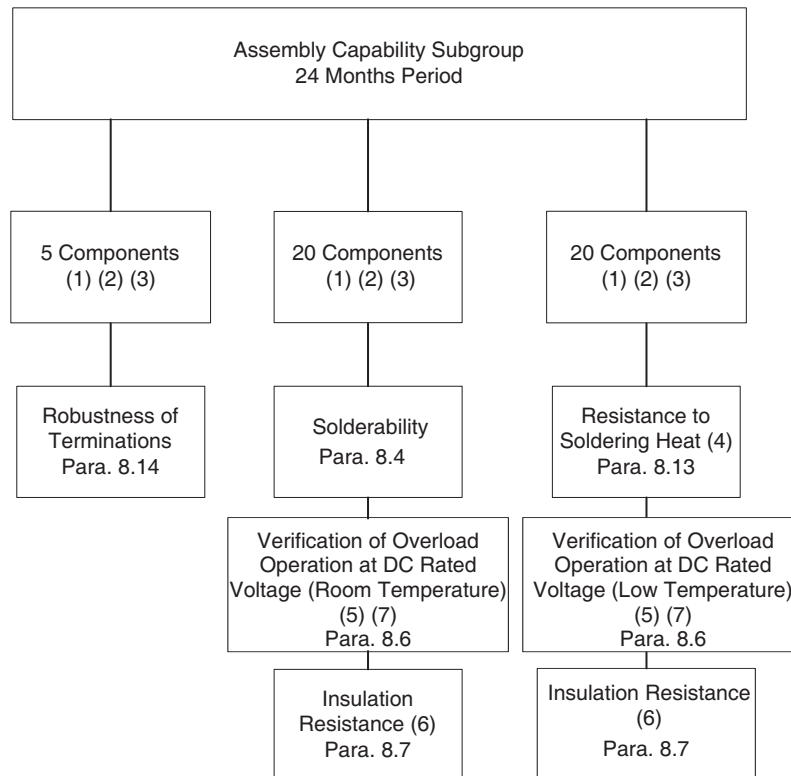 Assembly Capability Subgroup
24 Months Period
5 Components
(1) (2) (3)
20 Components
(1) (2) (3)
20 Components
(1) (2) (3)
Robustness of
Terminations
Para. 8.14
Solderability
Para. 8.4
Resistance to
Soldering Heat (4)
Para. 8.13
Verification of Overload
Operation at DC Rated
Voltage (Room Temperature)
(5) (7)
Para. 8.6
Verification of Overload
Operation at DC Rated
Voltage (Low Temperature)
(5) (7)
Para. 8.6
Insulation
Resistance (6)
Para. 8.7
Insulation Resistance
(6)
Para. 8.7